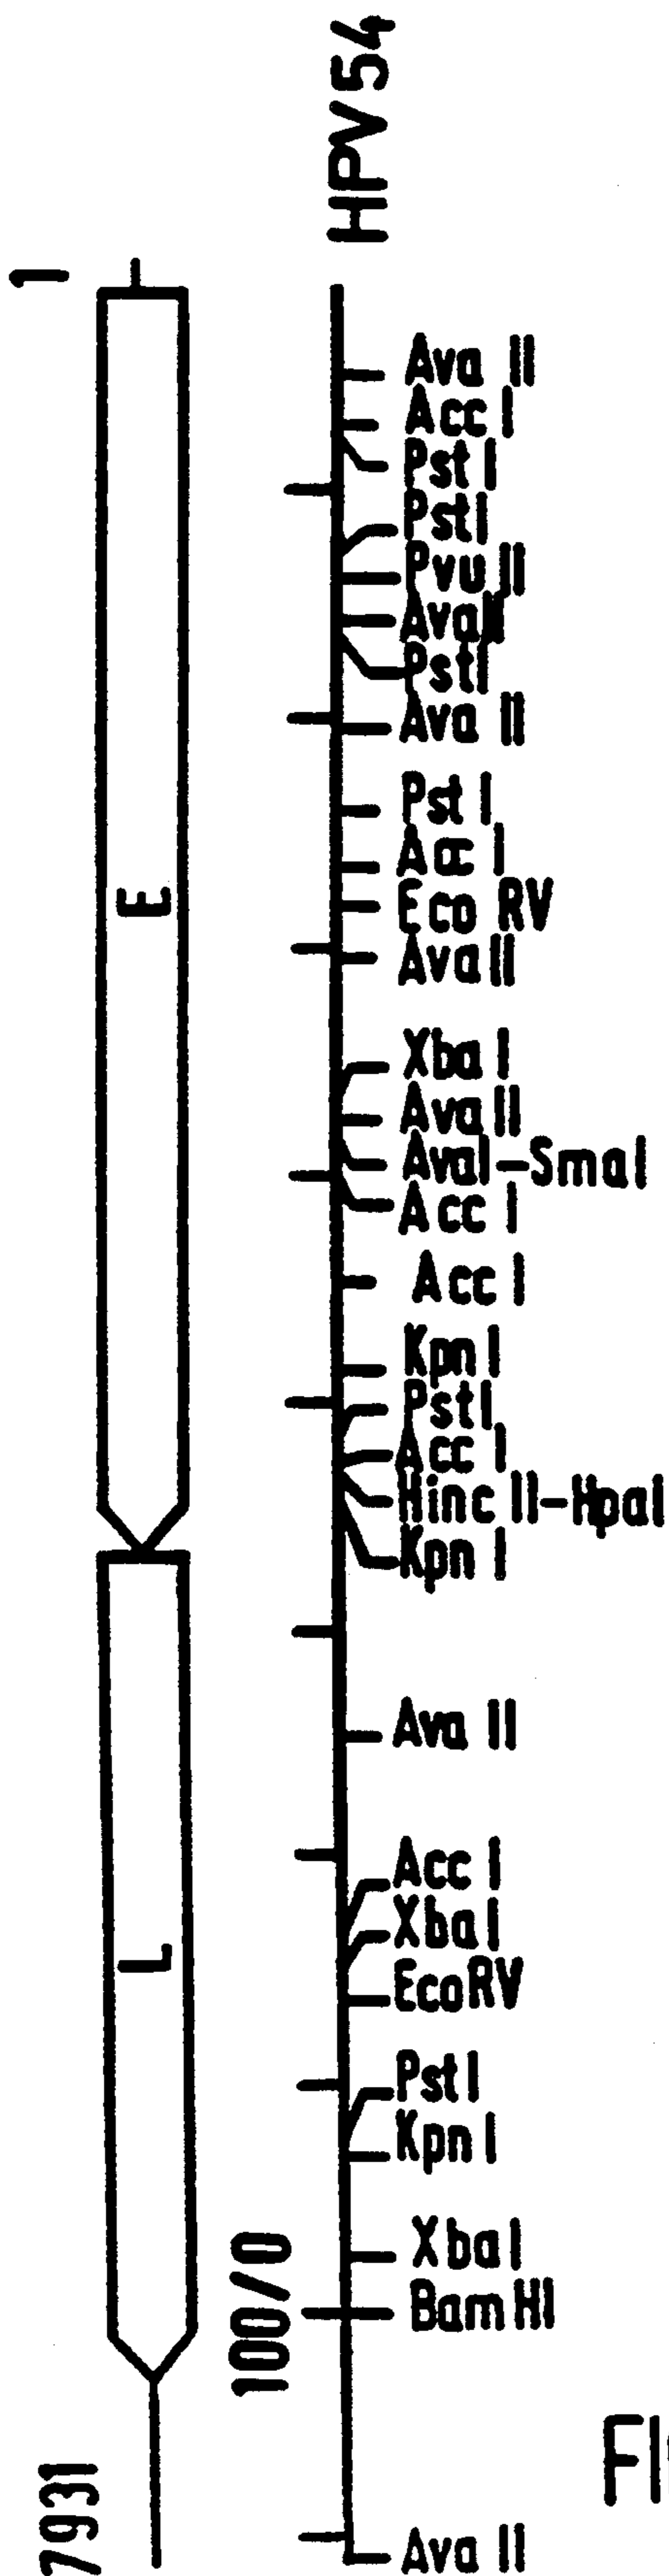 1
E
L
7931
HPV 54
100/0
Ava II
Acc I
Pst I
Pst I
Pvu II
Ava II
Pst I
Ava II
Pst I
Acc I
Eco RV
Ava II
Xba I
Ava II
AvaI-SmaI
Acc I
Acc I
Kpn I
Pst I
Acc I
Hinc II-HpaI
Kpn I
Ava II
Acc I
Xba I
EcoRV
Pst I
Kpn I
Xba I
Bam HI
Ava II